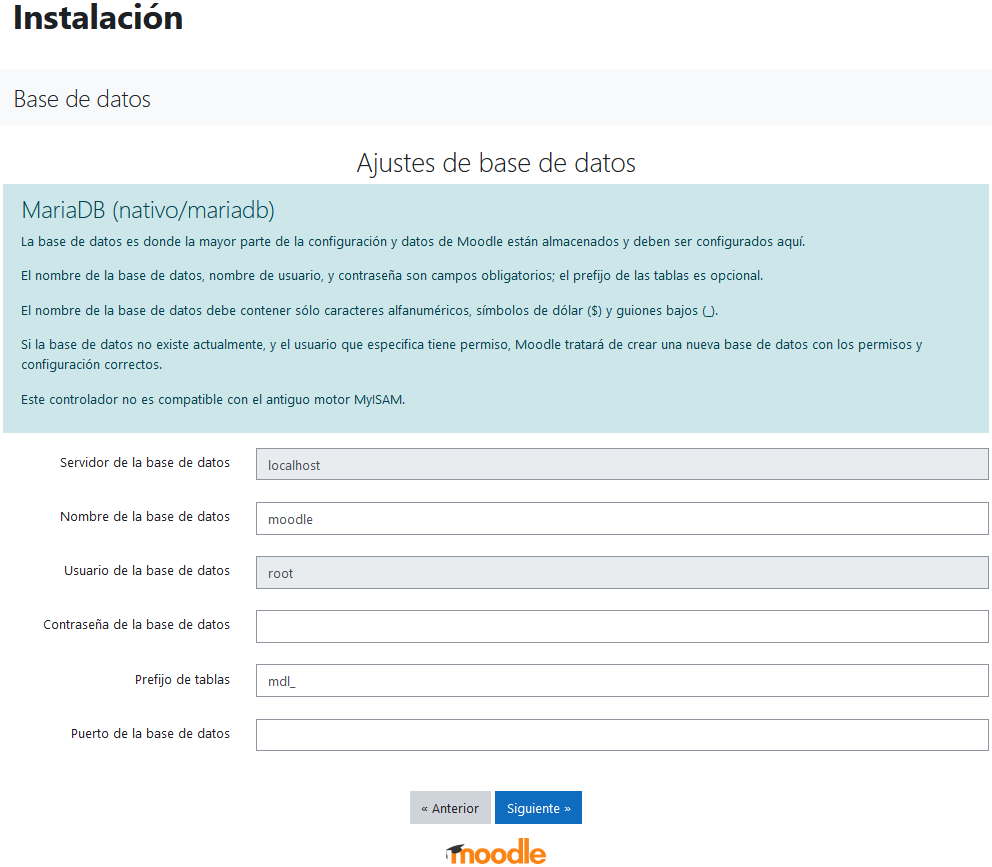 Instalación
Base de datos
Ajustes de base de datos
MariaDB (nativo/mariadb)
La base de datos es donde la mayor parte de la configuración y datos de Moodle están almacenados y deben ser configurados aquí.
El nombre de la base de datos, nombre de usuario, y contraseña son campos obligatorios; el prefijo de las tablas es opcional.
El nombre de la base de datos debe contener sólo caracteres alfanuméricos, símbolos de dólar ($) y guiones bajos (_).
Si la base de datos no existe actualmente, y el usuario que especifica tiene permiso, Moodle tratará de crear una nueva base de datos con los permisos y
configuración correctos.
Este controlador no es compatible con el antiguo motor MyISAM.
Servidor de la base de datos localhost
Nombre de la base de datos moodle
Usuario de la base de datos root
Contraseña de la base de datos
Prefijo de tablas mdl_
Puerto de la base de datos
« Anterior Siguiente »
moodle